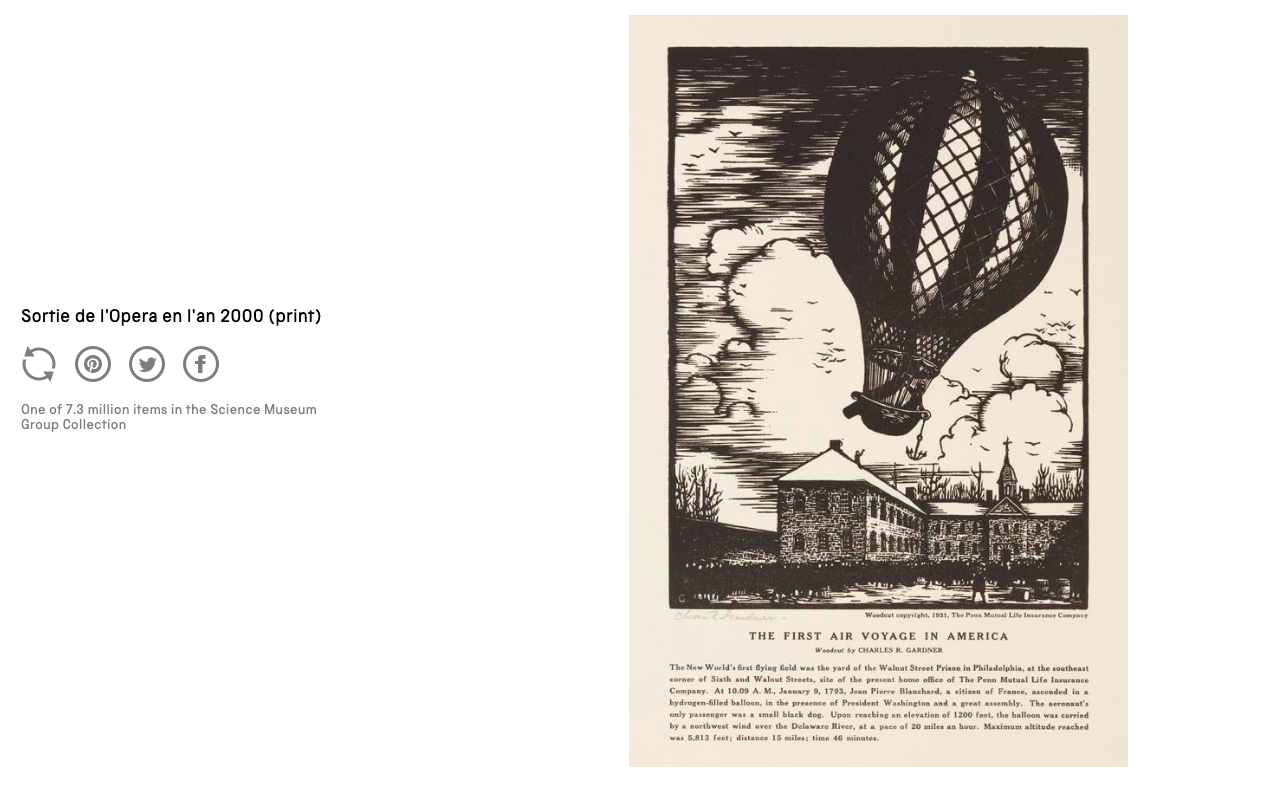 Sortie de l'Opera en l'an 2000 (print)
One of 7.3 million items in the Science Museum
Group Collection
Woodcut copyright, 1931, The Penn Mutual Life Insurance Company
THE FIRST AIR VOYAGE IN AMERICA
Woodcut by CHARLES R. GARDNER
The New World's first flying field was the yard of the Walnut Street Prison in Philadelphia, at the southeast
corner of Sixth and Walnut Streets, site of the present home office of The Penn Mutual Life Insurance
Company. At 10.09 A. M., January 9, 1793, Jean Pierre Blanchard, a citizen of France, ascended in a
hydrogen-filled balloon, in the presence of President Washington and a great assembly. The aeronaut's
only passenger was a small black dog. Upon reaching an elevation of 1200 feet, the balloon was carried
by a northwest wind over the Delaware River, at a pace of 20 miles an hour. Maximum altitude reached
was 5,813 feet; distance 15 miles; time 46 minutes.